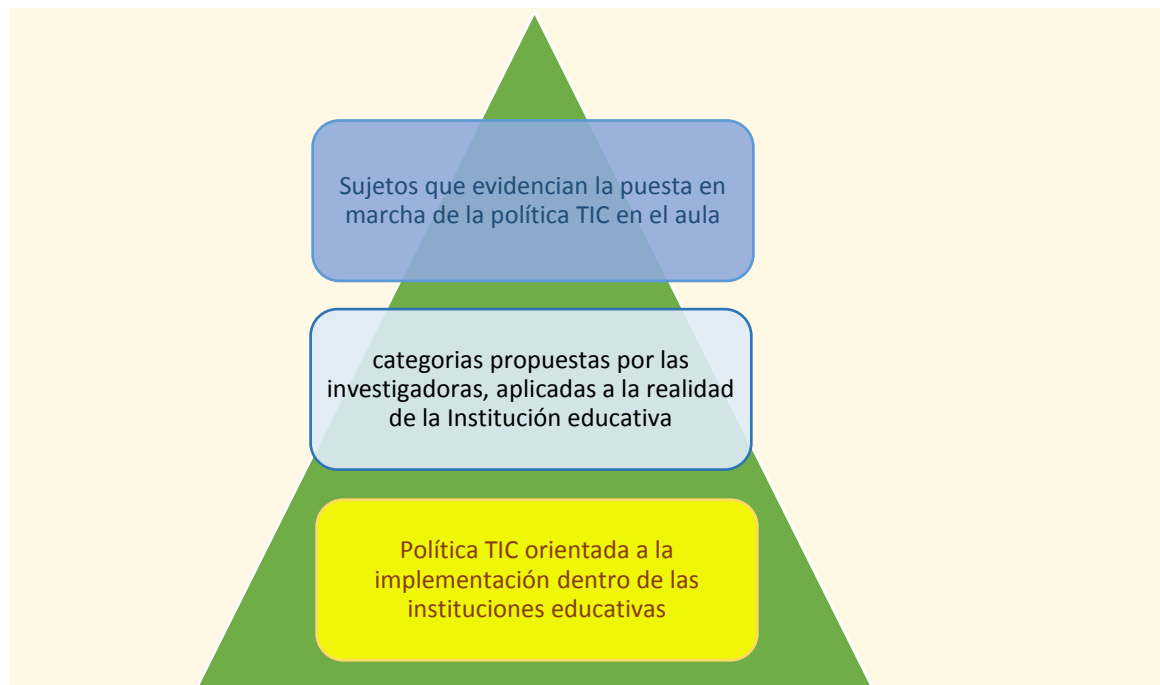 Sujetos que evidencian la puesta en
marcha de la política TIC en el aula
categorias propuestas por las
investigadoras, aplicadas a la realidad
de la Institución educativa
Política TIC orientada a la
implementación dentro de las
instituciones educativas